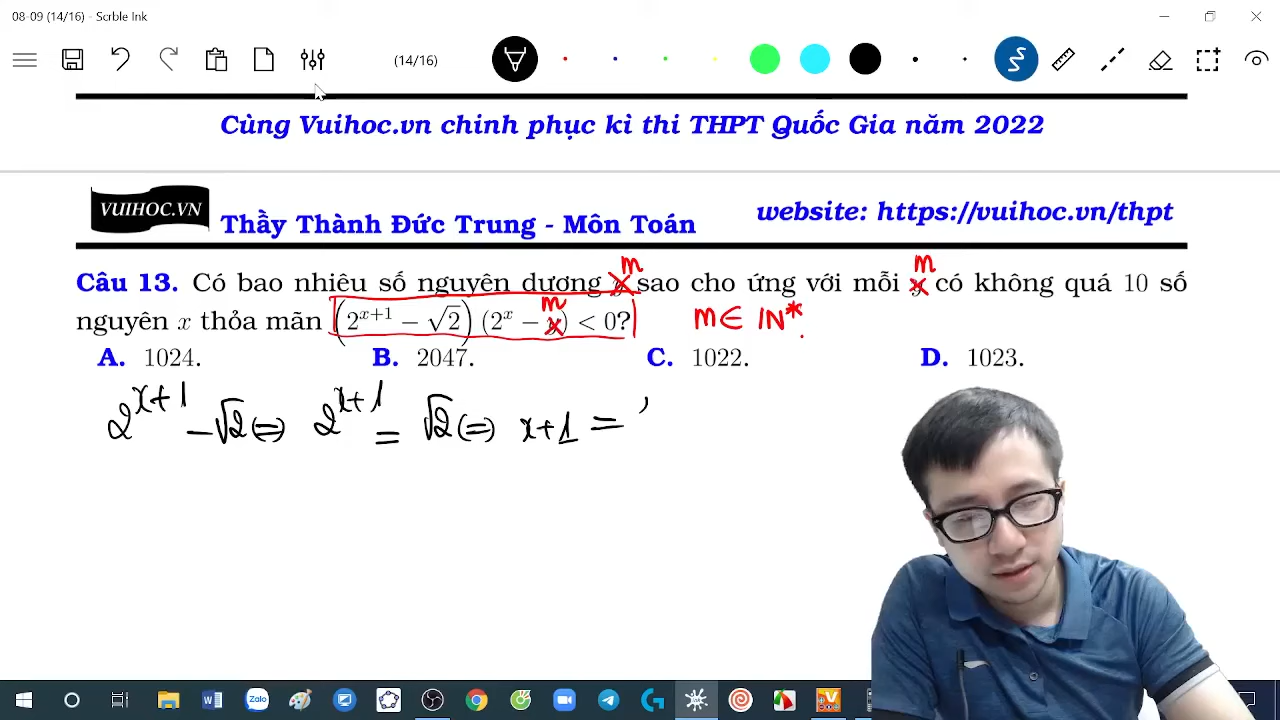 08-09 (14/16) - Scrble Ink
(14/16)
Cùng Vuihoc.vn chinh phục kì thi THPT Quốc Gia năm 2022
VUIHOC.VN
Thầy Thành Đức Trung - Môn Toán
website: https://vuihoc.vn/thpt
m m
Câu 13. Có bao nhiêu số nguyên dương sao cho ứng với mỗi có không quá 10 số
m
nguyên x thỏa mãn (2^{x+1} − √2)(2^x − ) < 0? m ∈ IN*
A. 1024. B. 2047. C. 1022. D. 1023.
2^{x+1} − √2 ⇔ 2^{x+1} = √2 ⇔ x+1 =
Zalo